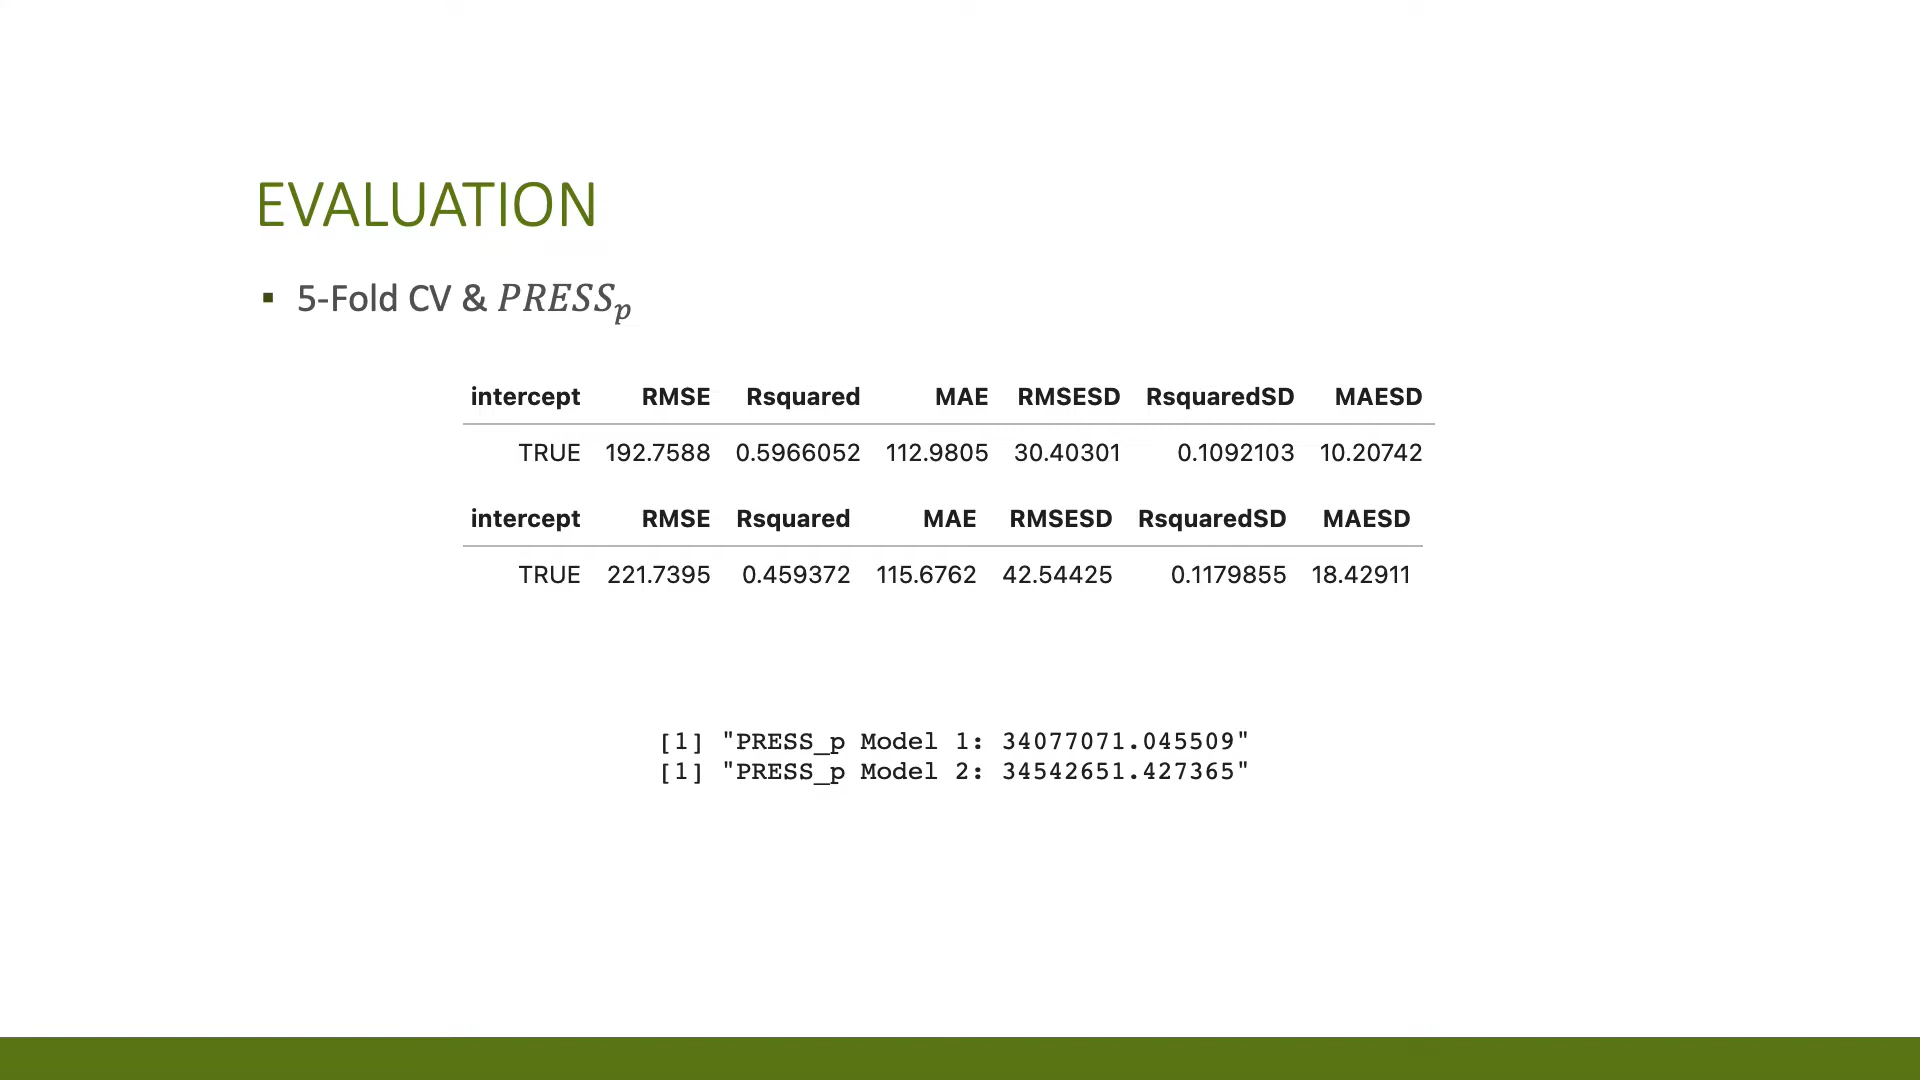 EVALUATION
▪ 5-Fold CV & PRESSₚ
intercept RMSE Rsquared MAE RMSESD RsquaredSD MAESD
TRUE 192.7588 0.5966052 112.9805 30.40301 0.1092103 10.20742
intercept RMSE Rsquared MAE RMSESD RsquaredSD MAESD
TRUE 221.7395 0.459372 115.6762 42.54425 0.1179855 18.42911
[1] "PRESS_p Model 1: 34077071.045509"
[1] "PRESS_p Model 2: 34542651.427365"